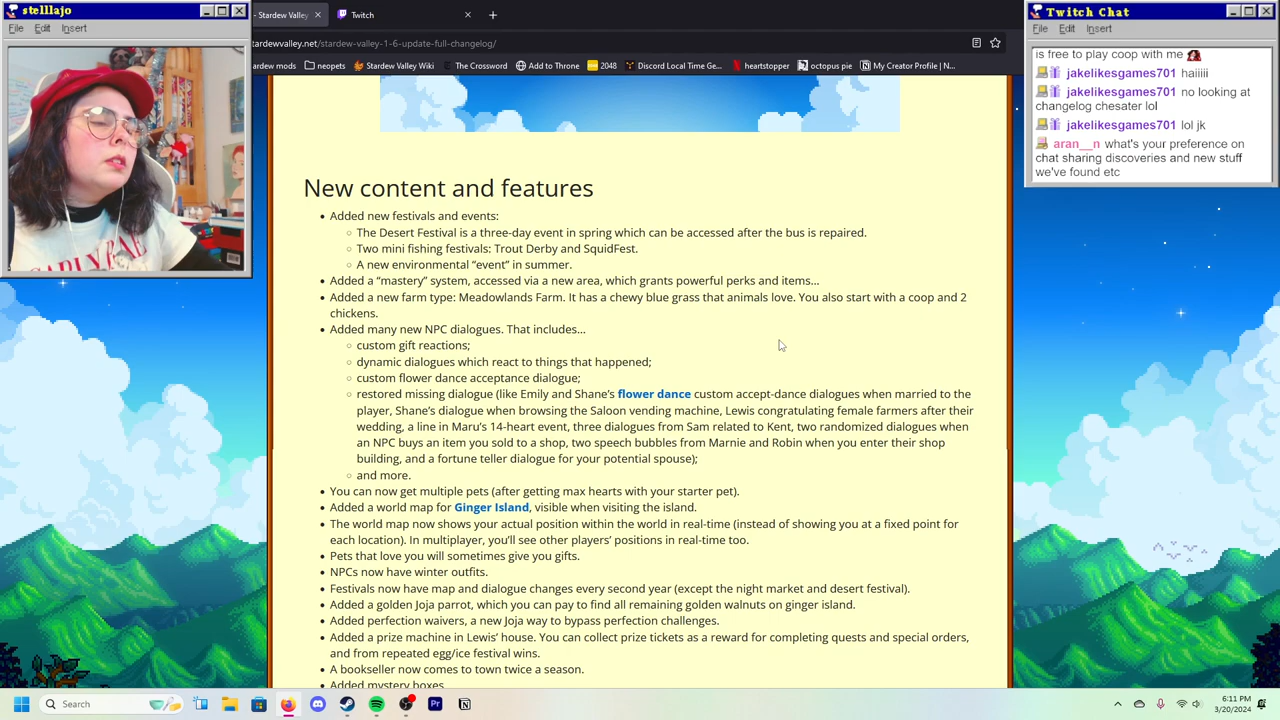 stelllajo
File Edit Insert
- Stardew Valley ×
Twitch ×
tardewvalley.net/stardew-valley-1-6-update-full-changelog/
ardew mods
nespaint
Stardew Valley Wiki
The Concord
Add to Throne
2048
Discord Local Time Ge...
heartstopper
octopus pie
My Creator Profile | N...
New content and features
Added new festivals and events:
The Desert Festival is a three-day event in spring which can be accessed after the bus is repaired.
Two mini fishing festivals: Trout Derby and SquidFest.
A new environmental “event” in summer.
Added a “mastery” system, accessed via a new area, which grants powerful perks and items…
Added a new farm type: Meadowlands Farm. It has a chewy blue grass that animals love. You also start with a coop and 2
chickens.
Added many new NPC dialogues. That includes…
custom gift reactions;
dynamic dialogues which react to things that happened;
custom flower dance acceptance dialogue;
restored missing dialogue (like Emily and Shane’s flower dance custom accept-dance dialogues when married to the
player, Shane’s dialogue when browsing the Saloon vending machine, Lewis congratulating female farmers after their
wedding, a line in Maru’s 14-heart event, three dialogues from Sam related to Kent, two randomized dialogues when
an NPC buys an item you sold to a shop, two speech bubbles from Marnie and Robin when you enter their shop
building, and a fortune teller dialogue for your potential spouse);
and more.
You can now get multiple pets (after getting max hearts with your starter pet).
Added a world map for Ginger Island, visible when visiting the island.
The world map now shows your actual position within the world in real-time (instead of showing you at a fixed point for
each location). In multiplayer, you’ll see other players’ positions in real-time too.
Pets that love you will sometimes give you gifts.
NPCs now have winter outfits.
Festivals now have map and dialogue changes every second year (except the night market and desert festival).
Added a golden Joja parrot, which you can pay to find all remaining golden walnuts on ginger island.
Added perfection waivers, a new Joja way to bypass perfection challenges.
Added a prize machine in Lewis’ house. You can collect prize tickets as a reward for completing quests and special orders,
and from repeated egg/ice festival wins.
A bookseller now comes to town twice a season.
Added mystery boxes
Twitch Chat
File Edit Insert
is free to play coop with me
jakelikesgames701 haiiiii
jakelikesgames701 no looking at
changelog chesater lol
jakelikesgames701 lol jk
aran__n what's your preference on
chat sharing discoveries and new stuff
we've found etc
Search
6:11 PM
3/20/2024